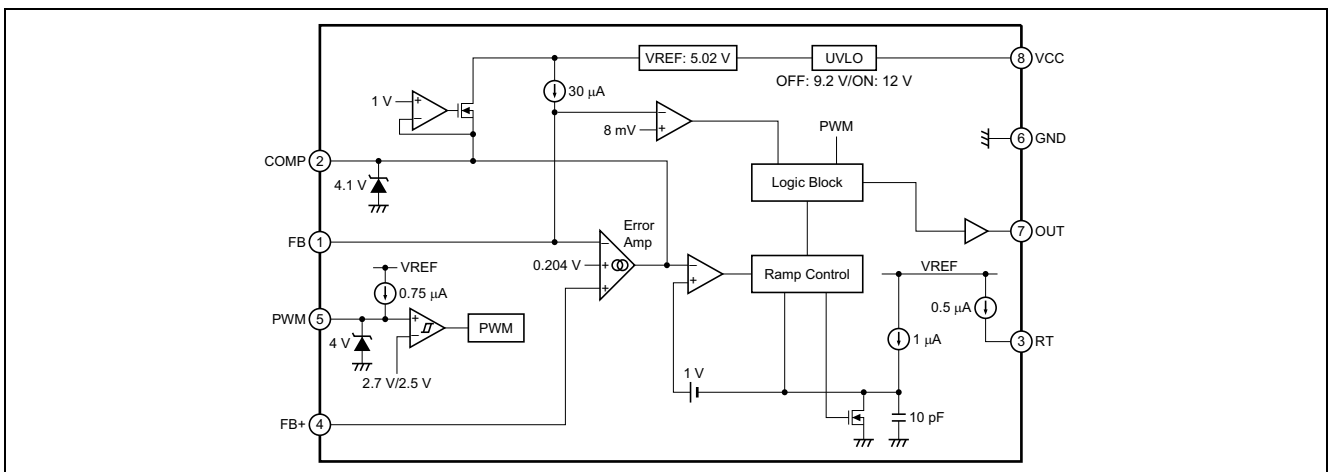 VREF: 5.02 V
UVLO
8 VCC
OFF: 9.2 V/ON: 12 V
30 μA
1 V
+
−
−
8 mV
+
PWM
6 GND
COMP 2
4.1 V
Logic Block
FB 1
Error
Amp
−
0.204 V
+
+
−
+
7 OUT
VREF
0.75 μA
Ramp Control
VREF
0.5 μA
PWM 5
+
−
PWM
4 V
1 μA
3 RT
2.7 V/2.5 V
1 V
FB+ 4
10 pF